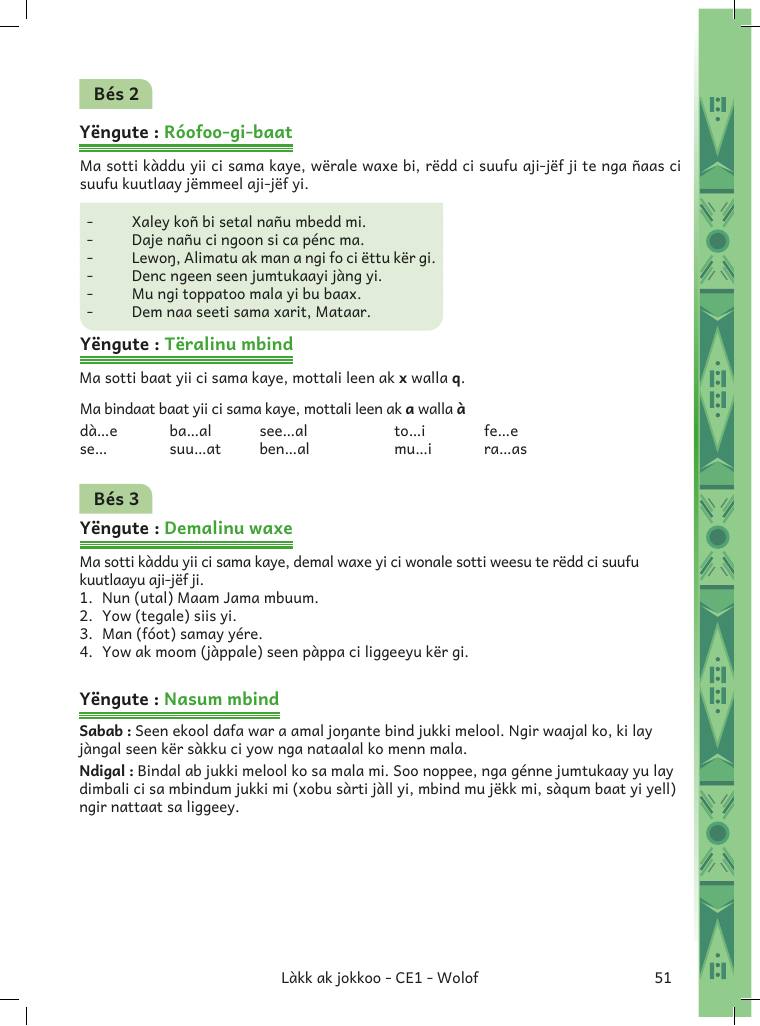 Bés 2
Yëngute : Róofoo-gi-baat
Ma sotti kàddu yii ci sama kaye, wërale waxe bi, rëdd ci suufu aji-jëf ji te nga ñaas ci
suufu kuutlaay jëmmeel aji-jëf yi.
- Xaley koñ bi setal nañu mbedd mi.
- Daje nañu ci ngoon si ca pénc ma.
- Lewoŋ, Alimatu ak man a ngi fo ci ëttu kër gi.
- Denc ngeen seen jumtukaayi jàng yi.
- Mu ngi toppatoo mala yi bu baax.
- Dem naa seeti sama xarit, Mataar.
Yëngute : Tëralinu mbind
Ma sotti baat yii ci sama kaye, mottali leen ak x walla q.
Ma bindaat baat yii ci sama kaye, mottali leen ak a walla à
dà...e ba...al see...al to...i fe...e
se... suu...at ben...al mu...i ra...as
Bés 3
Yëngute : Demalinu waxe
Ma sotti kàddu yii ci sama kaye, demal waxe yi ci wonale sotti weesu te rëdd ci suufu
kuutlaayu aji-jëf ji.
1. Nun (utal) Maam Jama mbuum.
2. Yow (tegale) siis yi.
3. Man (fóot) samay yére.
4. Yow ak moom (jàppale) seen pàppa ci liggeeyu kër gi.
Yëngute : Nasum mbind
Sabab : Seen ekool dafa war a amal joŋante bind jukki melool. Ngir waajal ko, ki lay
jàngal seen kër sàkku ci yow nga nataalal ko menn mala.
Ndigal : Bindal ab jukki melool ko sa mala mi. Soo noppee, nga génne jumtukaay yu lay
dimbali ci sa mbindum jukki mi (xobu sàrti jàll yi, mbind mu jëkk mi, sàqum baat yi yell)
ngir nattaat sa liggeey.
Làkk ak jokkoo - CE1 - Wolof 51